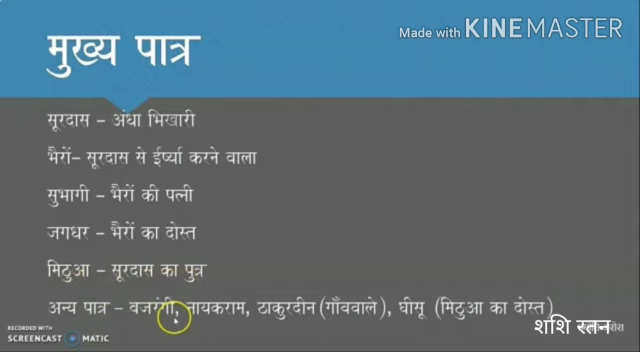 Made with KINEMASTER
मुख्य पात्र
सूरदास – अंधा भिखारी
भैरों– सूरदास से ईर्ष्या करने वाला
सुभागी – भैरों की पत्नी
जगधर – भैरों का दोस्त
मिठुआ – सूरदास का पुत्र
अन्य पात्र – वजरंगी, नायकराम, ठाकुरदीन (गाँववाले), घीसू (मिठुआ का दोस्त)
RECORDED WITH
SCREENCAST MATIC
शशि रतन